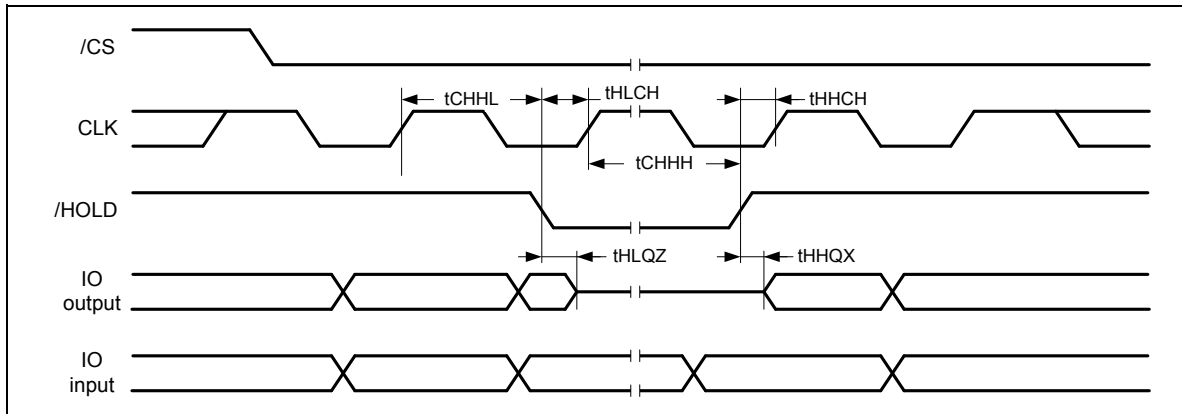 /CS
tCHHL
tHLCH
tHHCH
CLK
tCHHH
/HOLD
tHLQZ
tHHQX
IO
output
IO
input